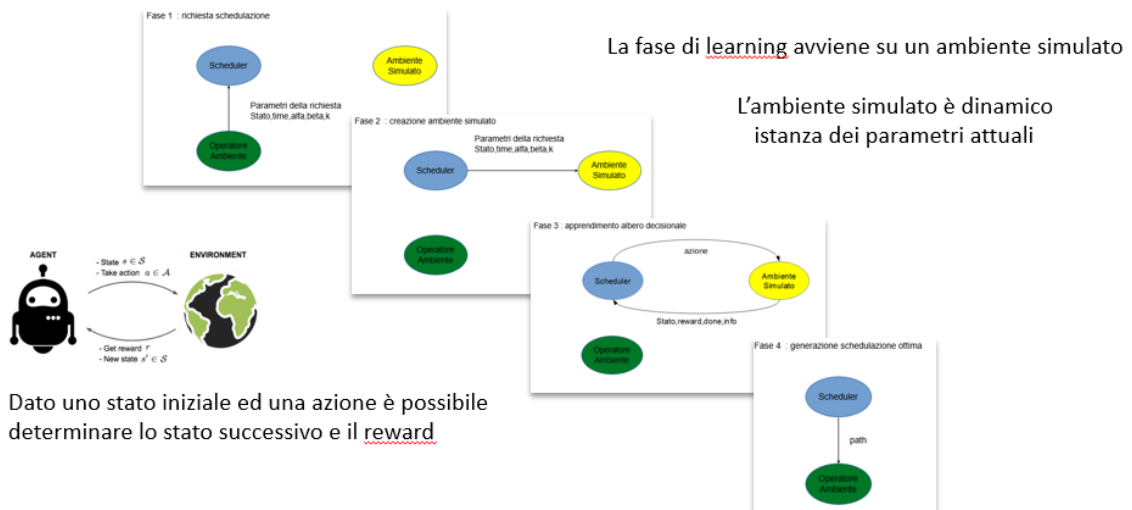 Fase 1 : richiesta schedulazione
Scheduler
Ambiente
Simulato
Parametri della richiesta
Stato,time,alfa,beta,k
Operatore
Ambiente
La fase di learning avviene su un ambiente simulato
L'ambiente simulato è dinamico
istanza dei parametri attuali
Fase 2 : creazione ambiente simulato
Parametri della richiesta
Stato,time,alfa,beta,k
Scheduler
Ambiente
Simulato
Operatore
Ambiente
Fase 3 : apprendimento albero decisionale
azione
Scheduler
Ambiente
Simulato
Stato,reward,done,info
Operatore
Ambiente
AGENT
ENVIRONMENT
- State s ∈ S
- Take action a ∈ A
- Get reward r
- New state s' ∈ S
Dato uno stato iniziale ed una azione è possibile
determinare lo stato successivo e il reward
Fase 4 : generazione schedulazione ottima
Scheduler
path
Operatore
Ambiente